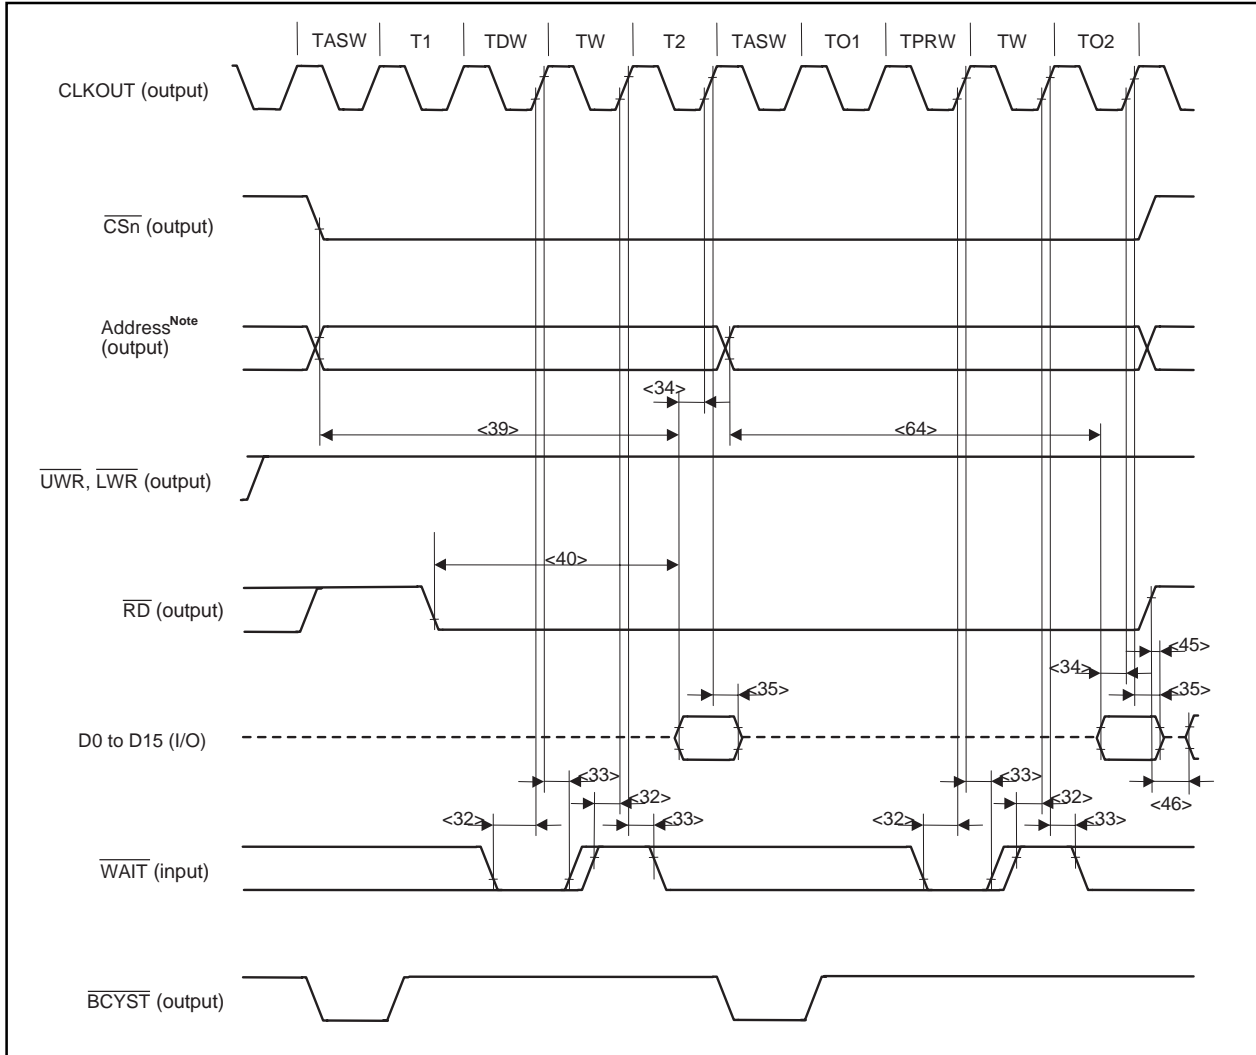 TASW T1 TDW TW T2 TASW TO1 TPRW TW TO2
CLKOUT (output)
CSn (output)
Address Note
(output)
<34>
<39> <64>
UWR, LWR (output)
<40>
RD (output)
<45>
<34>
<35> <35>
D0 to D15 (I/O)
<33> <33>
<32> <32> <46>
<32> <33> <32> <33>
WAIT (input)
BCYST (output)